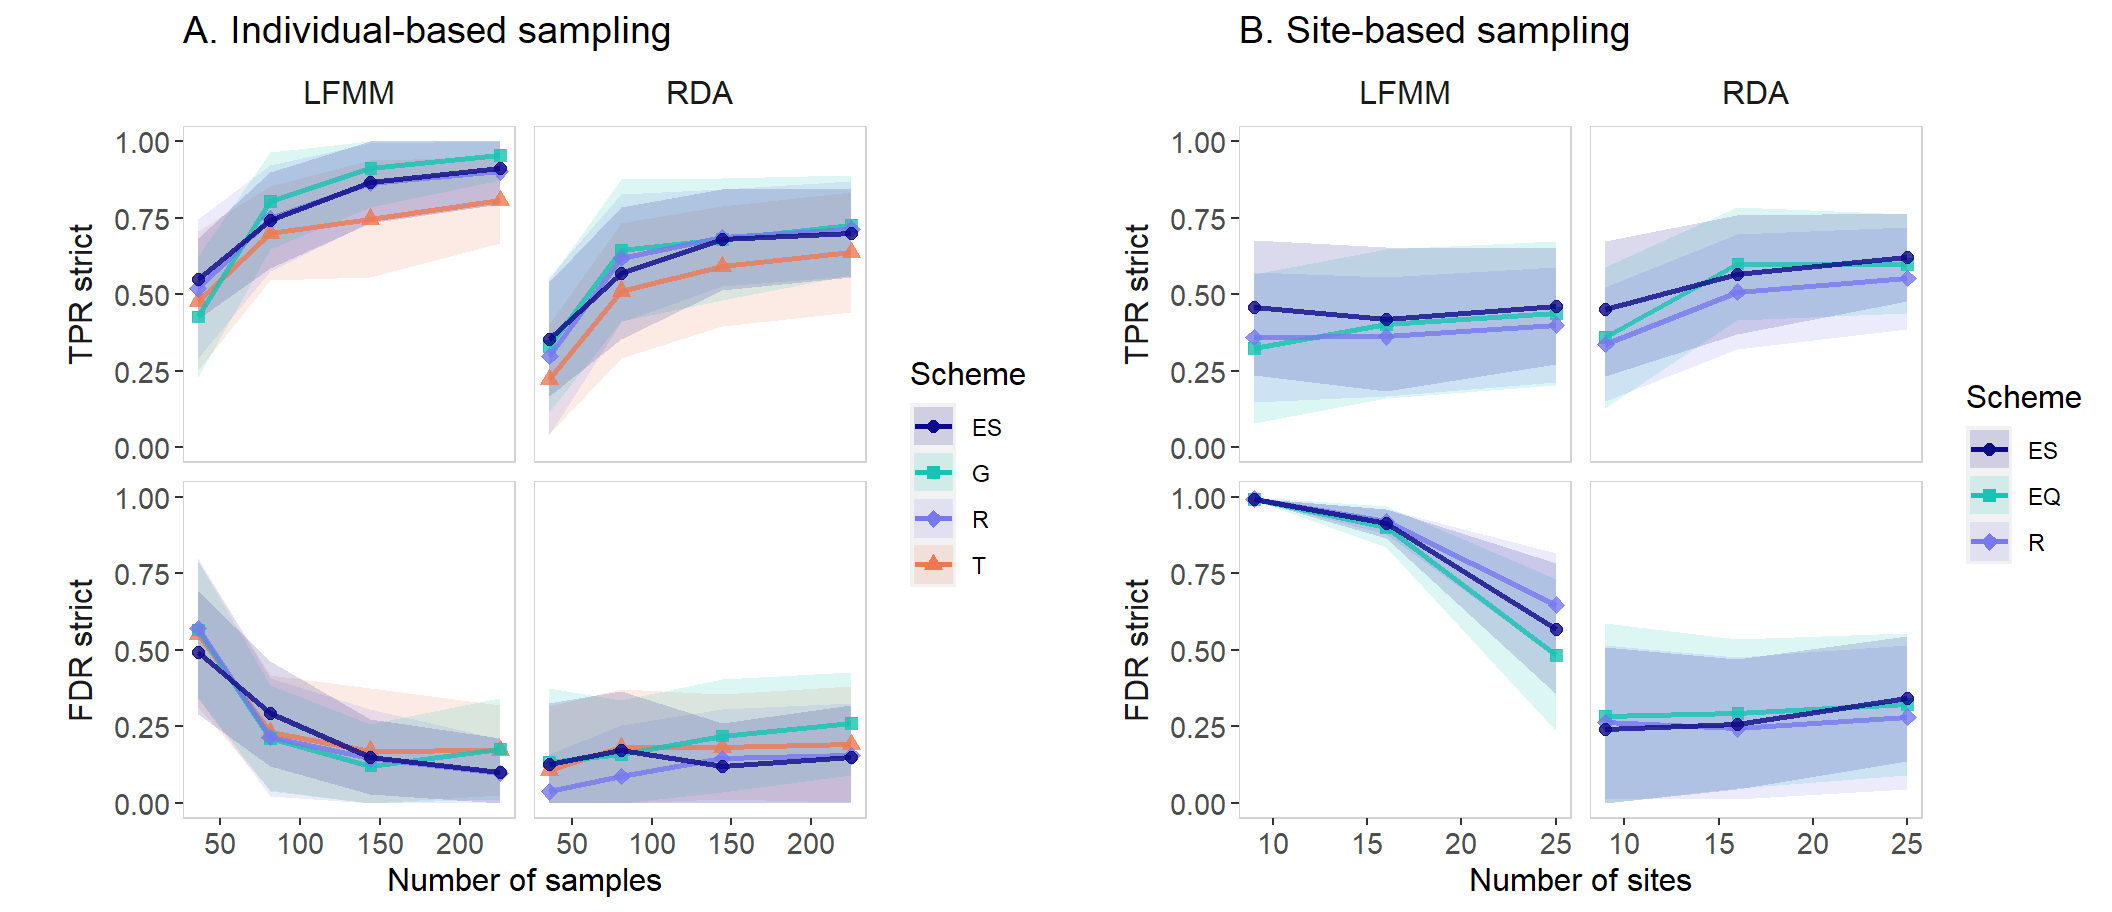 A. Individual-based sampling
LFMM
RDA
TPR strict
1.00
0.75
0.50
0.25
0.00
FDR strict
1.00
0.75
0.50
0.25
0.00
50 100 150 200
50 100 150 200
Number of samples
Scheme
ES
G
R
T
B. Site-based sampling
LFMM
RDA
TPR strict
1.00
0.75
0.50
0.25
0.00
FDR strict
1.00
0.75
0.50
0.25
0.00
10 15 20 25
10 15 20 25
Number of sites
Scheme
ES
EQ
R